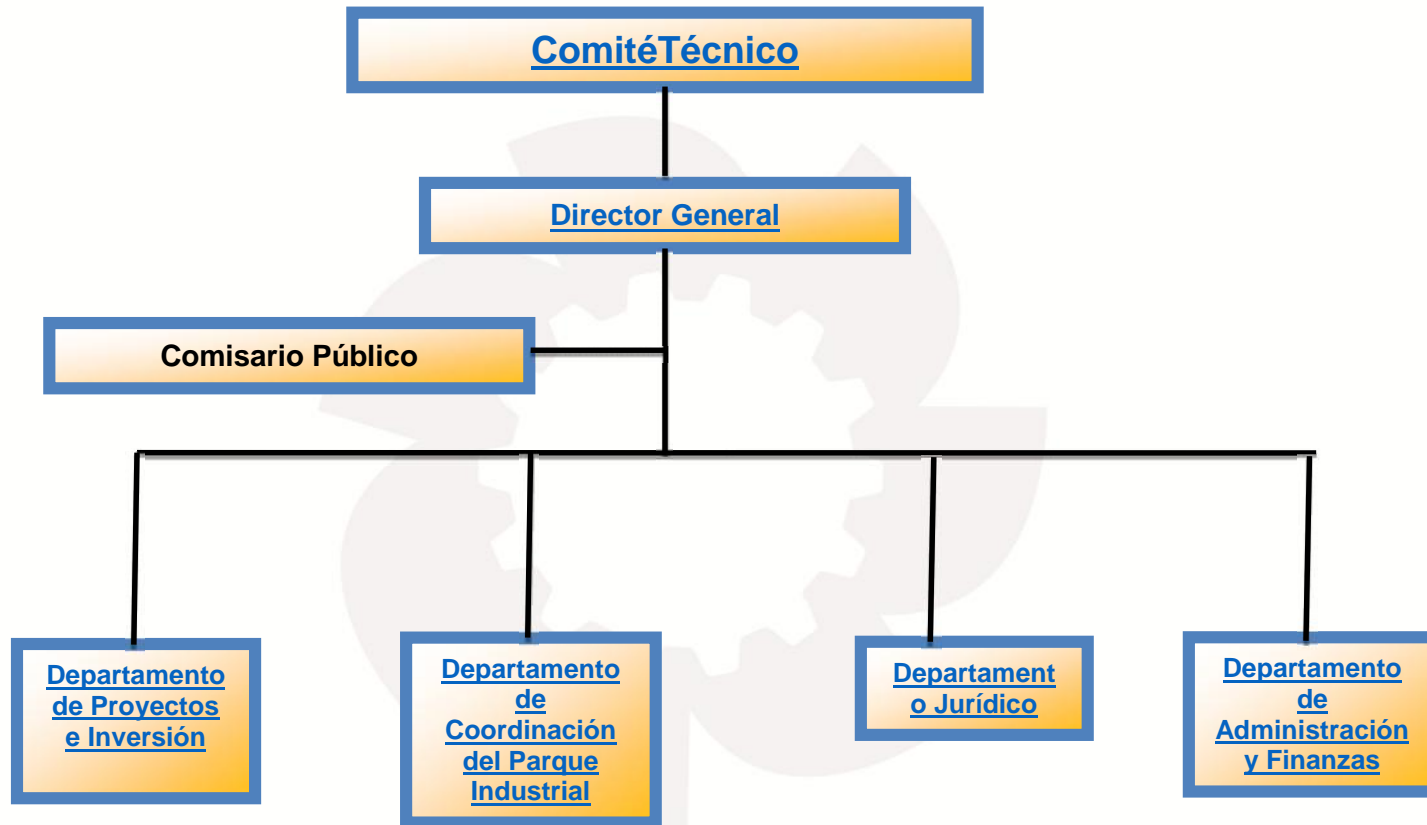 ComitéTécnico
Director General
Comisario Público
Departamento
de Proyectos
e Inversión
Departamento
de
Coordinación
del Parque
Industrial
Departament
o Jurídico
Departamento
de
Administración
y Finanzas